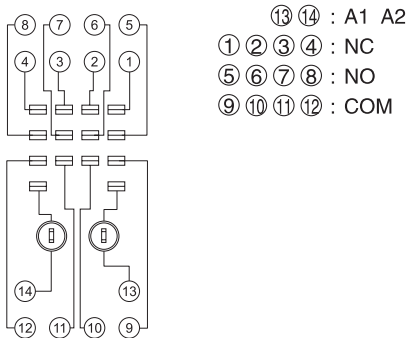 ⑧ ⑦ ⑥ ⑤
④ ③ ② ①
⑭ ⑬
⑫ ⑪ ⑩ ⑨
⑬ ⑭ : A1 A2
① ② ③ ④ : NC
⑤ ⑥ ⑦ ⑧ : NO
⑨ ⑩ ⑪ ⑫ : COM